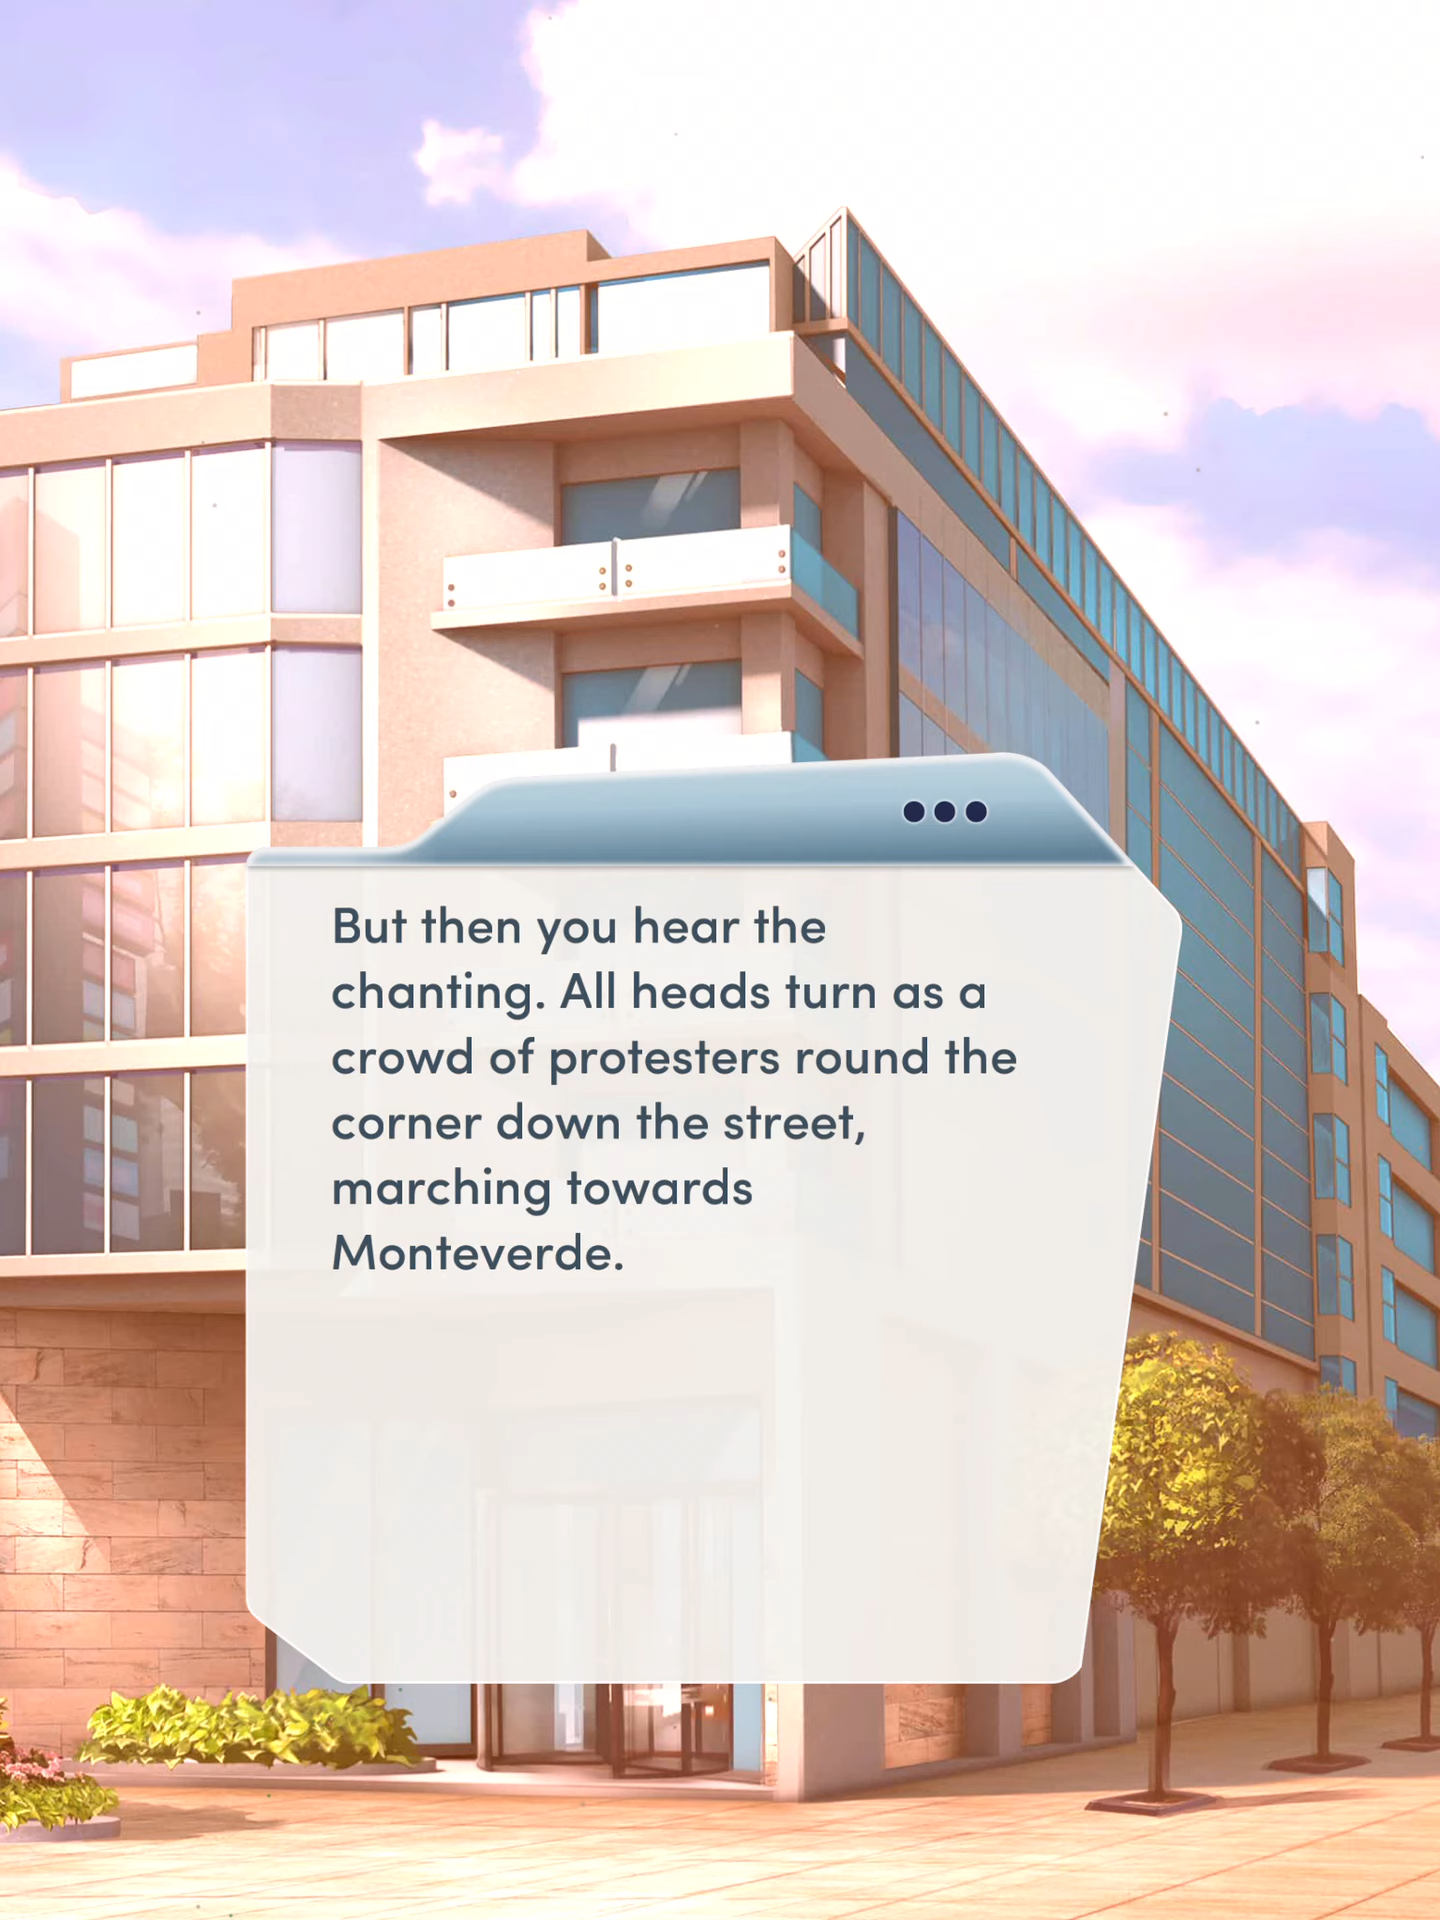 But then you hear the
chanting. All heads turn as a
crowd of protesters round the
corner down the street,
marching towards
Monteverde.